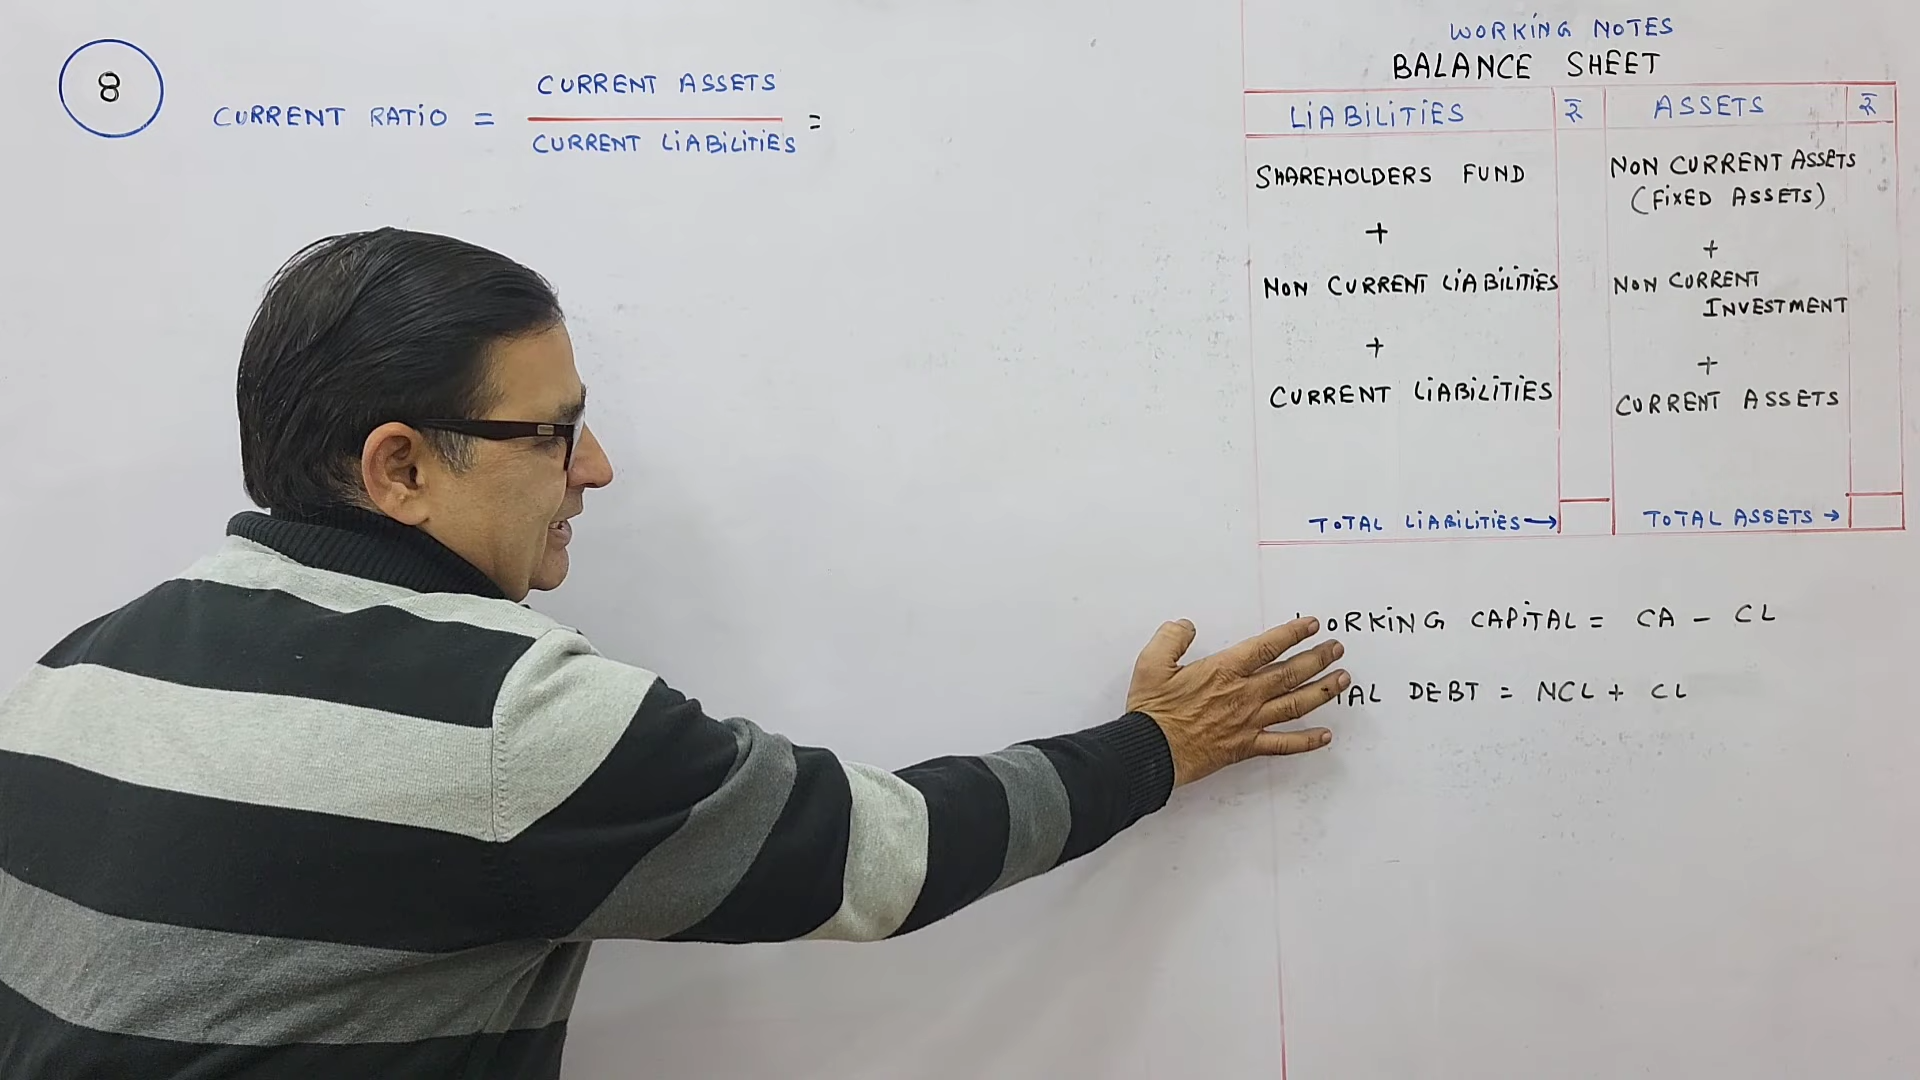 8
CURRENT RATIO = CURRENT ASSETS
CURRENT LIABILITIES =
WORKING NOTES
BALANCE SHEET
LIABILITIES ₹ ASSETS ₹
SHAREHOLDERS FUND
+
NON CURRENT LIABILITIES
+
CURRENT LIABILITIES
TOTAL LIABILITIES →
NON CURRENT ASSETS
(FIXED ASSETS)
+
NON CURRENT
INVESTMENT
+
CURRENT ASSETS
TOTAL ASSETS →
WORKING CAPITAL = CA - CL
DEBT = NCL + CL